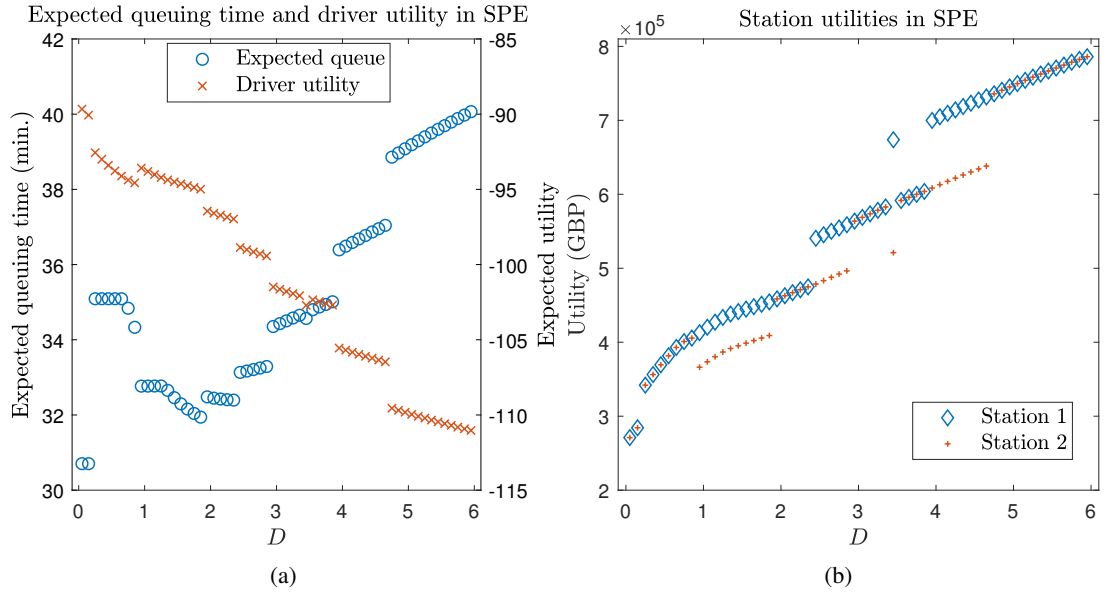 Expected queuing time and driver utility in SPE
42
40
38
36
34
32
30
Expected queuing time (min.)
Expected queue
Driver utility
-85
-90
-95
-100
-105
-110
-115
Expected utility
0 1 2 3 4 5 6
D
(a)
Station utilities in SPE
×10⁵
8
7
6
5
4
3
2
Utility (GBP)
Station 1
Station 2
0 1 2 3 4 5 6
D
(b)